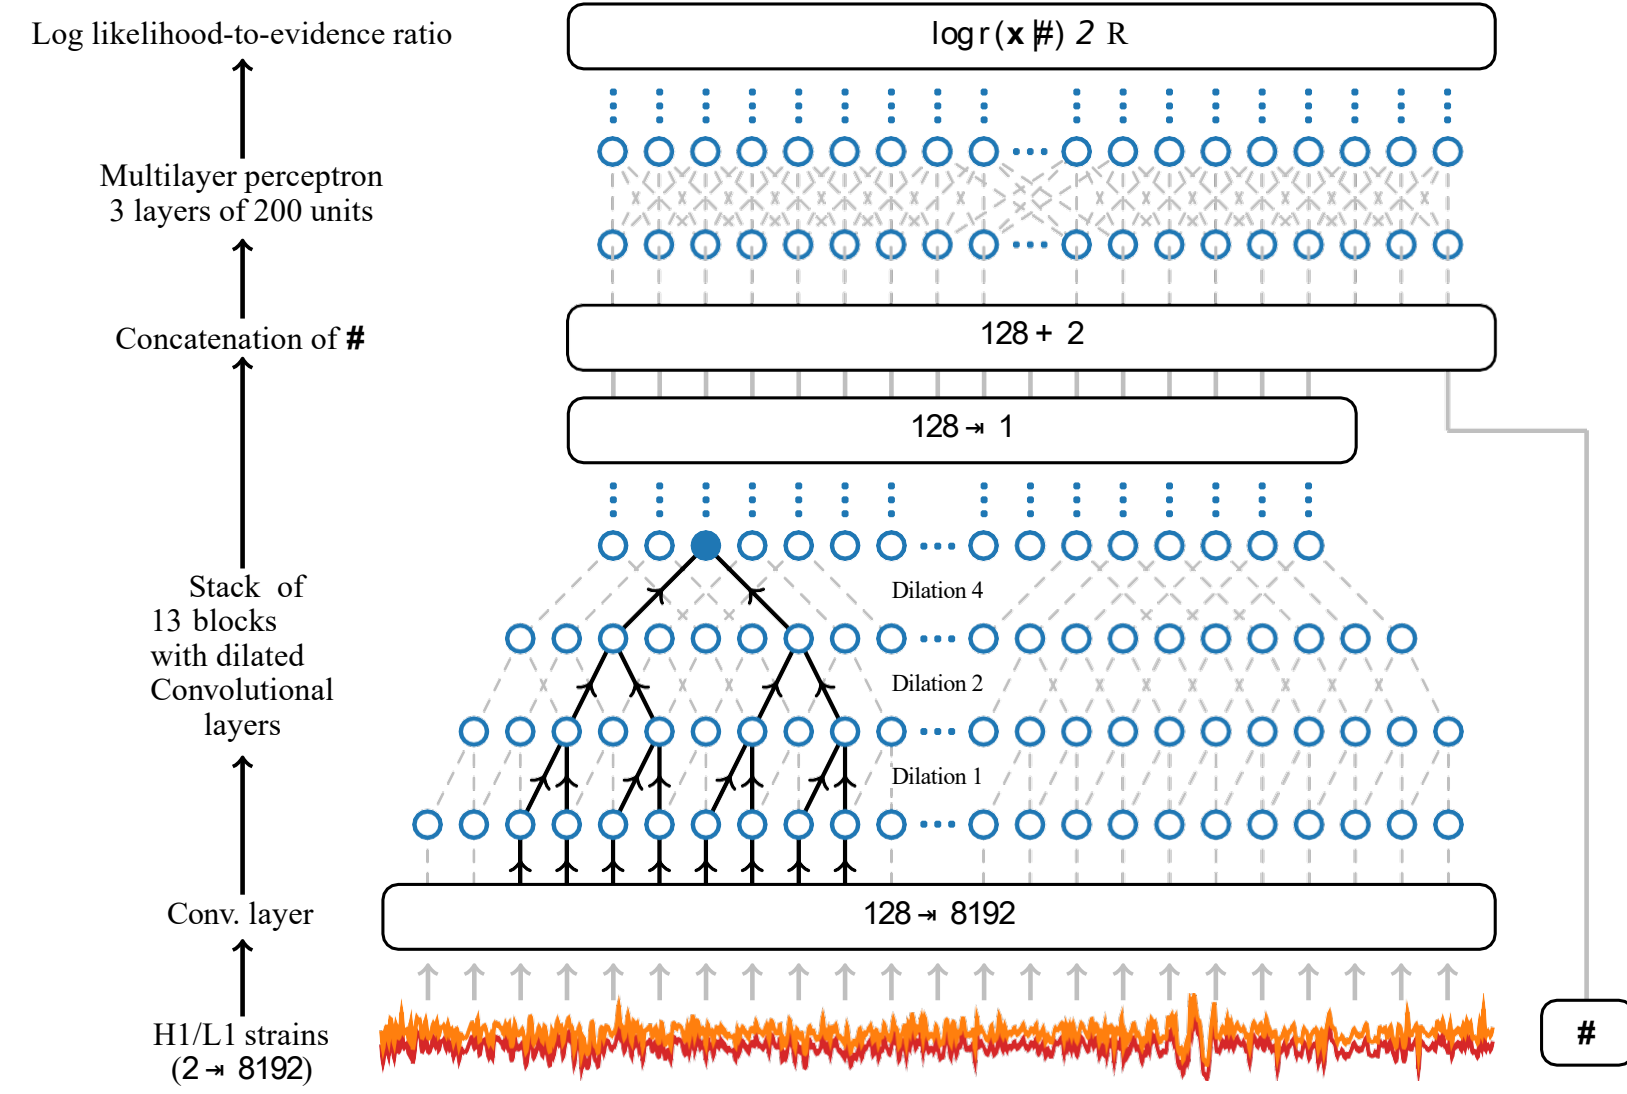 Log likelihood-to-evidence ratio
log r (x |#) 2 R
Multilayer perceptron
3 layers of 200 units
Concatenation of #
128 + 2
128 ⇥ 1
Stack of
13 blocks
with dilated
Convolutional
layers
Dilation 4
Dilation 2
Dilation 1
Conv. layer
128 ⇥ 8192
H1/L1 strains
(2 ⇥ 8192)
#